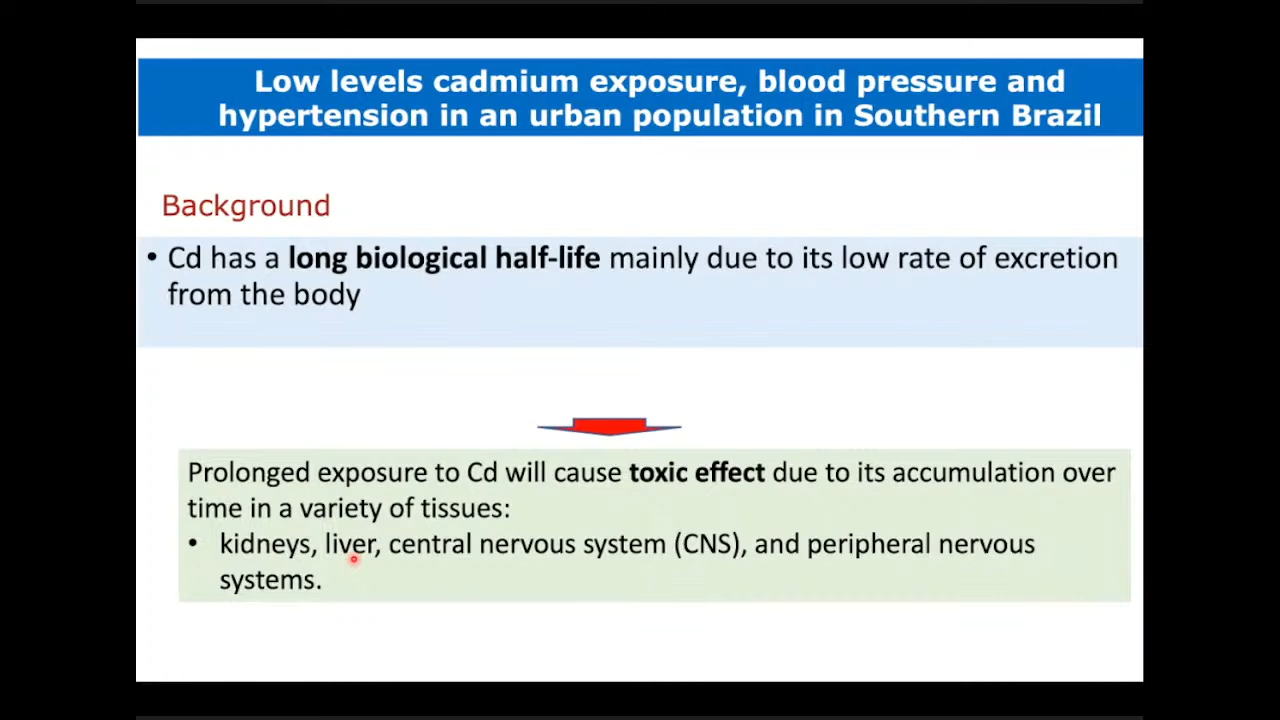 Low levels cadmium exposure, blood pressure and
hypertension in an urban population in Southern Brazil
Background
• Cd has a long biological half-life mainly due to its low rate of excretion
from the body
Prolonged exposure to Cd will cause toxic effect due to its accumulation over
time in a variety of tissues:
• kidneys, liver, central nervous system (CNS), and peripheral nervous
systems.